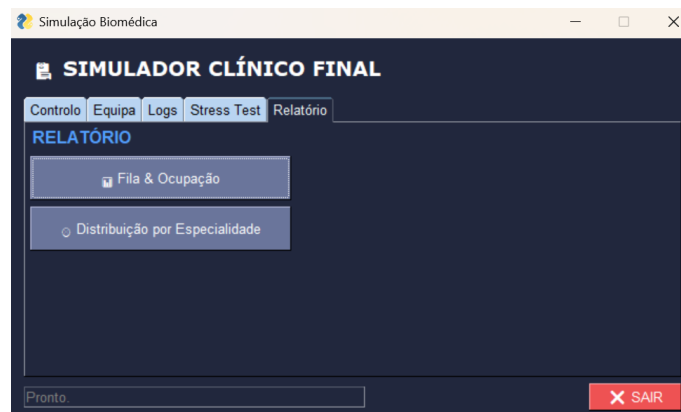 Simulação Biomédica
SIMULADOR CLÍNICO FINAL
Controlo Equipa Logs Stress Test Relatório
RELATÓRIO
Fila & Ocupação
Distribuição por Especialidade
Pronto.
SAIR